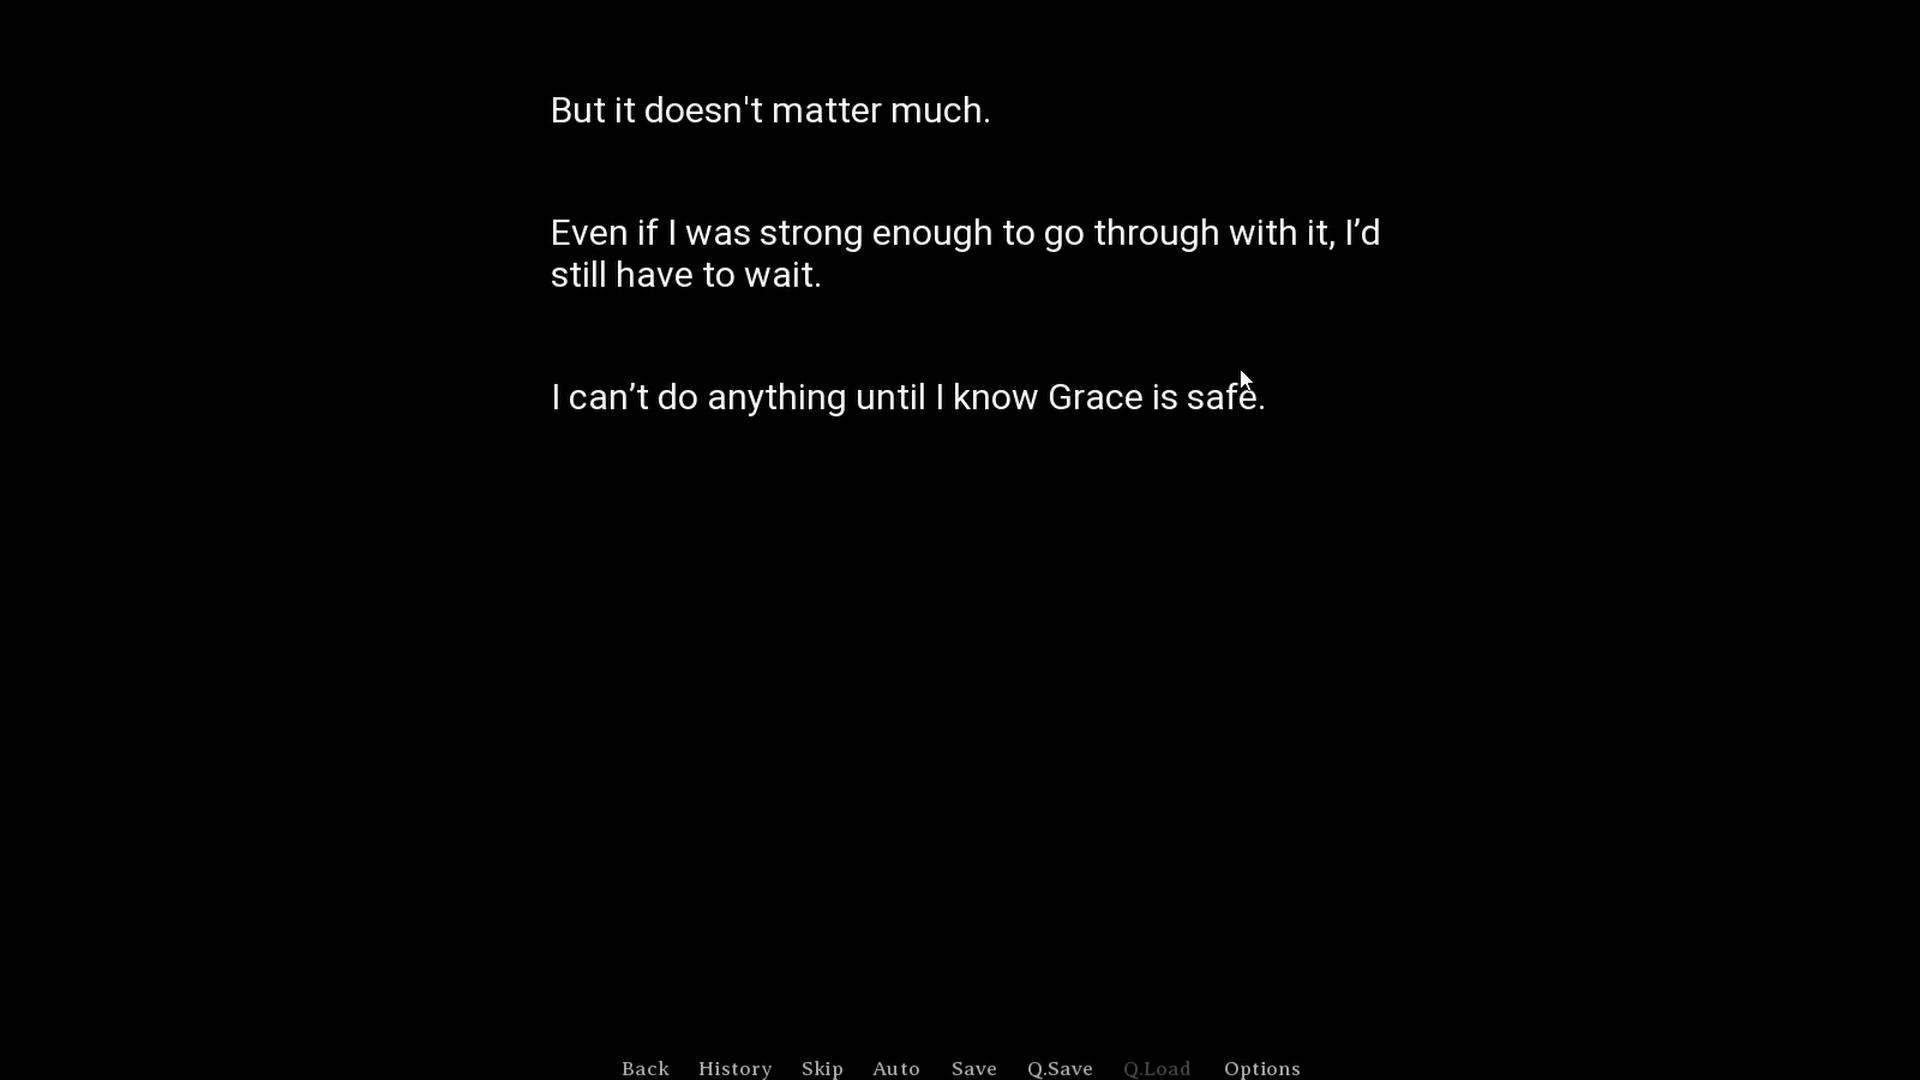 But it doesn't matter much.
Even if I was strong enough to go through with it, I’d
still have to wait.
I can’t do anything until I know Grace is safe.
Back History Skip Auto Save Q.Save Q.Load Options